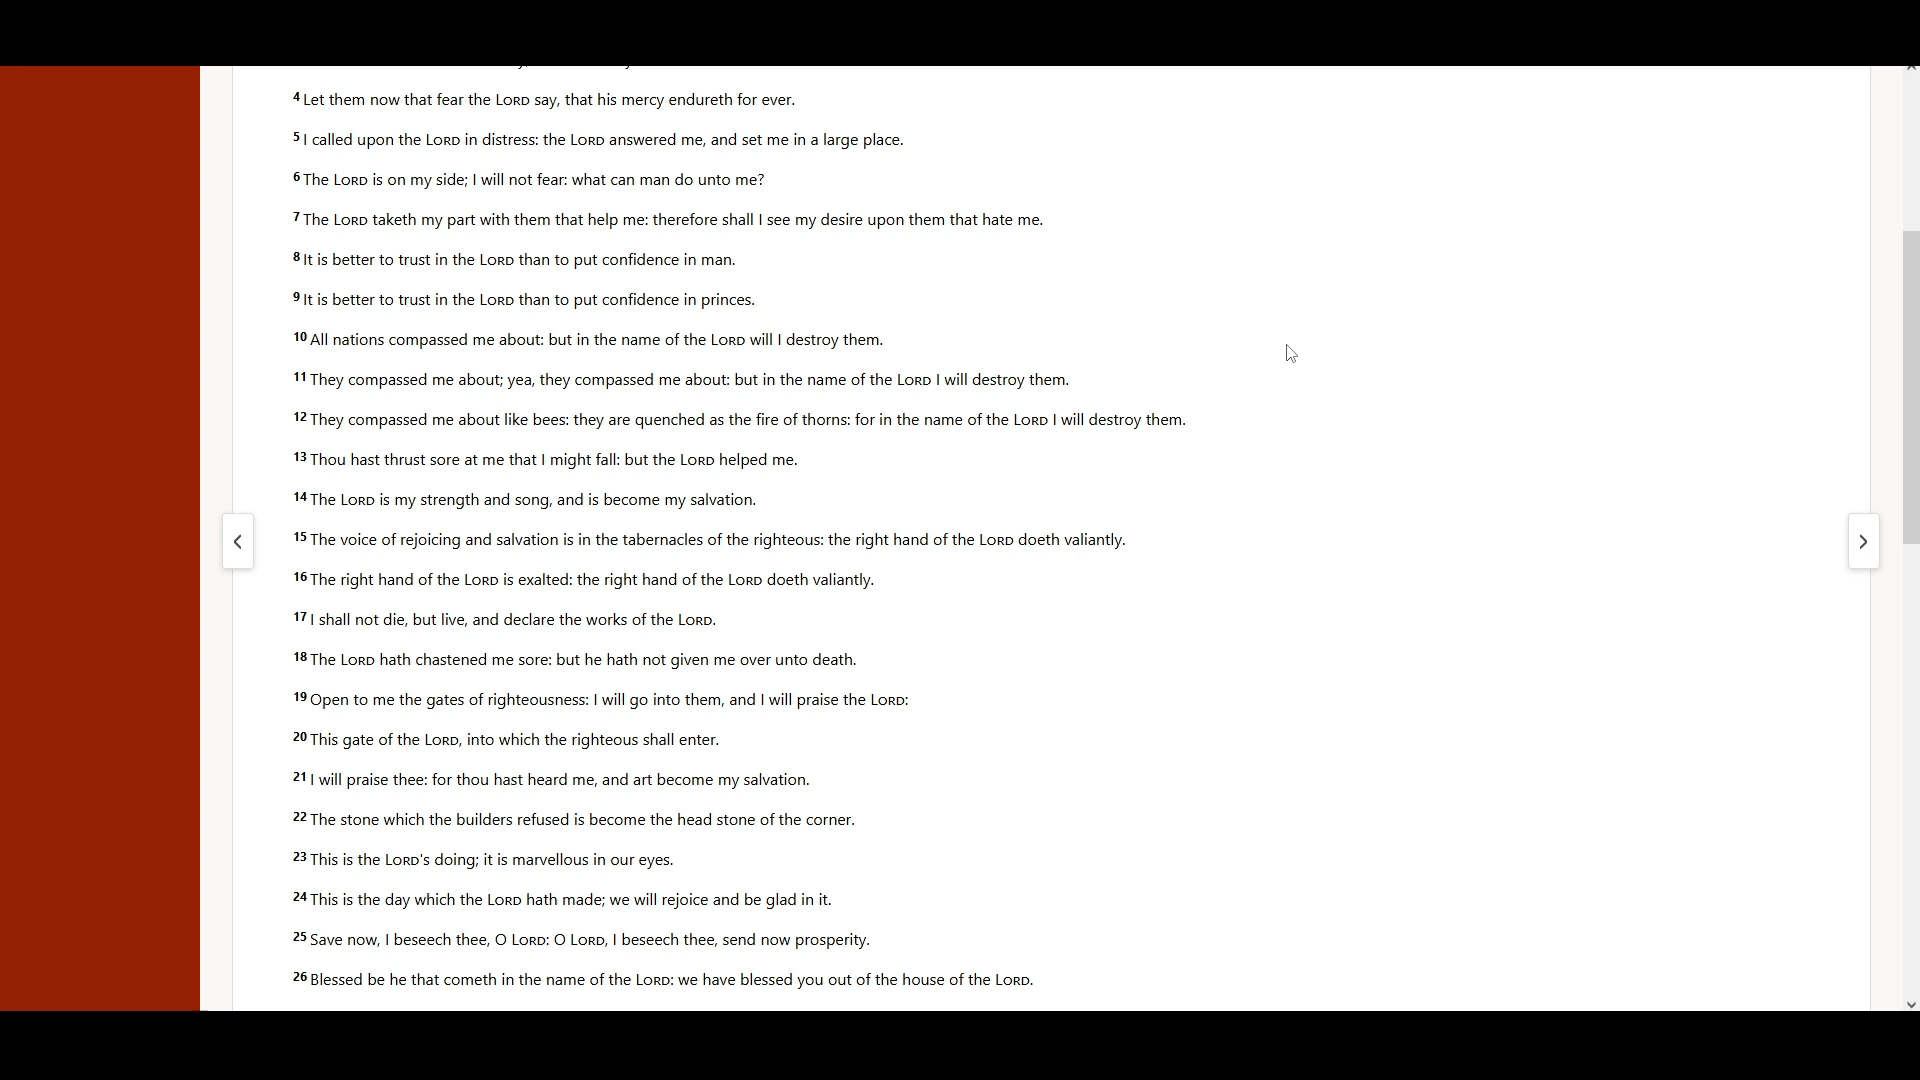 4 Let them now that fear the LORD say, that his mercy endureth for ever.
5 I called upon the LORD in distress: the LORD answered me, and set me in a large place.
6 The LORD is on my side; I will not fear: what can man do unto me?
7 The LORD taketh my part with them that help me: therefore shall I see my desire upon them that hate me.
8 It is better to trust in the LORD than to put confidence in man.
9 It is better to trust in the LORD than to put confidence in princes.
10 All nations compassed me about: but in the name of the LORD will I destroy them.
11 They compassed me about; yea, they compassed me about: but in the name of the LORD I will destroy them.
12 They compassed me about like bees: they are quenched as the fire of thorns: for in the name of the LORD I will destroy them.
13 Thou hast thrust sore at me that I might fall: but the LORD helped me.
14 The LORD is my strength and song, and is become my salvation.
15 The voice of rejoicing and salvation is in the tabernacles of the righteous: the right hand of the LORD doeth valiantly.
16 The right hand of the LORD is exalted: the right hand of the LORD doeth valiantly.
17 I shall not die, but live, and declare the works of the LORD.
18 The LORD hath chastened me sore: but he hath not given me over unto death.
19 Open to me the gates of righteousness: I will go into them, and I will praise the LORD:
20 This gate of the LORD, into which the righteous shall enter.
21 I will praise thee: for thou hast heard me, and art become my salvation.
22 The stone which the builders refused is become the head stone of the corner.
23 This is the LORD's doing; it is marvellous in our eyes.
24 This is the day which the LORD hath made; we will rejoice and be glad in it.
25 Save now, I beseech thee, O LORD: O LORD, I beseech thee, send now prosperity.
26 Blessed be he that cometh in the name of the LORD: we have blessed you out of the house of the LORD.